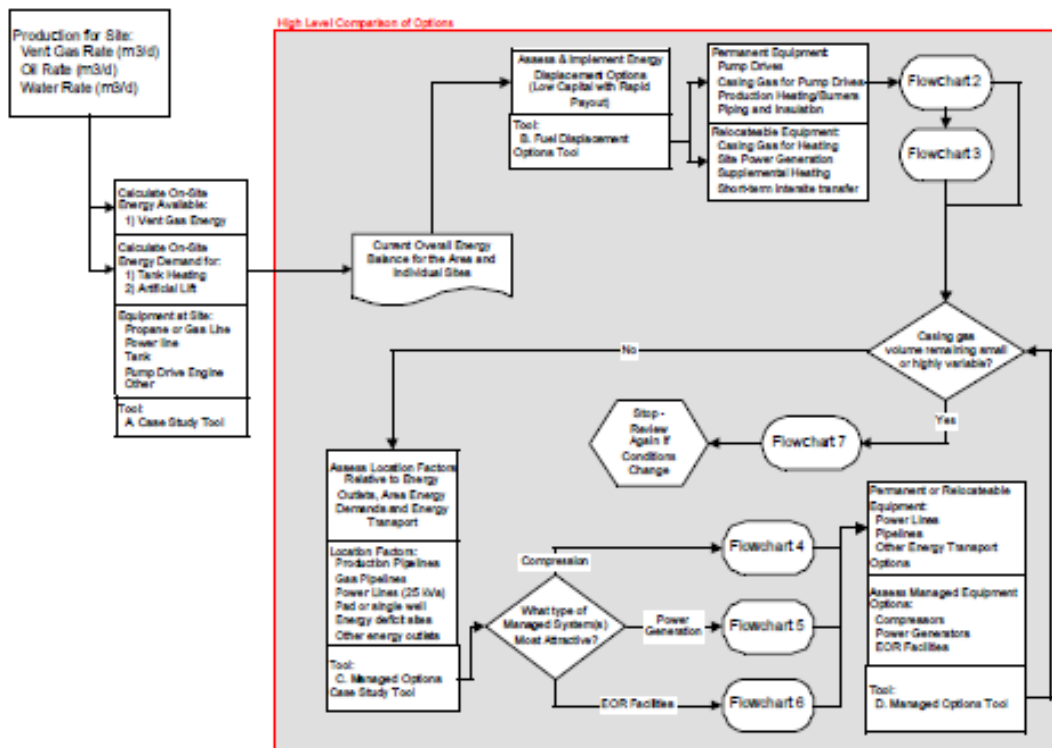 High Level Comparison of Options
Production for Site:
Vent Gas Rate (m3/d)
Oil Rate (m3/d)
Water Rate (m3/d)
Calculate On-Site
Energy Available:
1) Vent Gas Energy
Calculate On-Site
Energy Demand for:
1) Tank Heating
2) Artificial Lift
Equipment at Site:
Propane or Gas Line
Power line
Tank
Pump Drive Engine
Other
Tool:
A. Case Study Tool
Current Overall Energy
Balance for the Area and
Individual Sites
Assess & Implement Energy
Displacement Options
(Low Capital with Rapid
Payout)
Tool:
B. Fuel Displacement
Options Tool
Permanent Equipment:
Pump Drives
Casing Gas for Pump Drives
Production Heating/Burners
Piping and Insulation
Relocateable Equipment:
Casing Gas for Heating
Site Power Generation
Supplemental Heating
Short-term intersite transfer
Flowchart 2
Flowchart 3
Casing gas
volume remaining small
or highly variable?
No
Yes
Flowchart 7
Stop -
Review
Again If
Conditions
Change
Assess Location Factors
Relative to Energy
Outlets, Area Energy
Demands and Energy
Transport
Location Factors:
Production Pipelines
Gas Pipelines
Power Lines (25 kVa)
Pad or single well
Energy deficit sites
Other energy outlets
Tool:
C. Managed Options
Case Study Tool
What type of
Managed System(s)
Most Attractive?
Compression
Power
Generation
EOR Facilities
Flowchart 4
Flowchart 5
Flowchart 6
Permanent or Relocateable
Equipment:
Power Lines
Pipelines
Other Energy Transport
Options
Assess Managed Equipment
Options:
Compressors
Power Generators
EOR Facilities
Tool:
D. Managed Options Tool